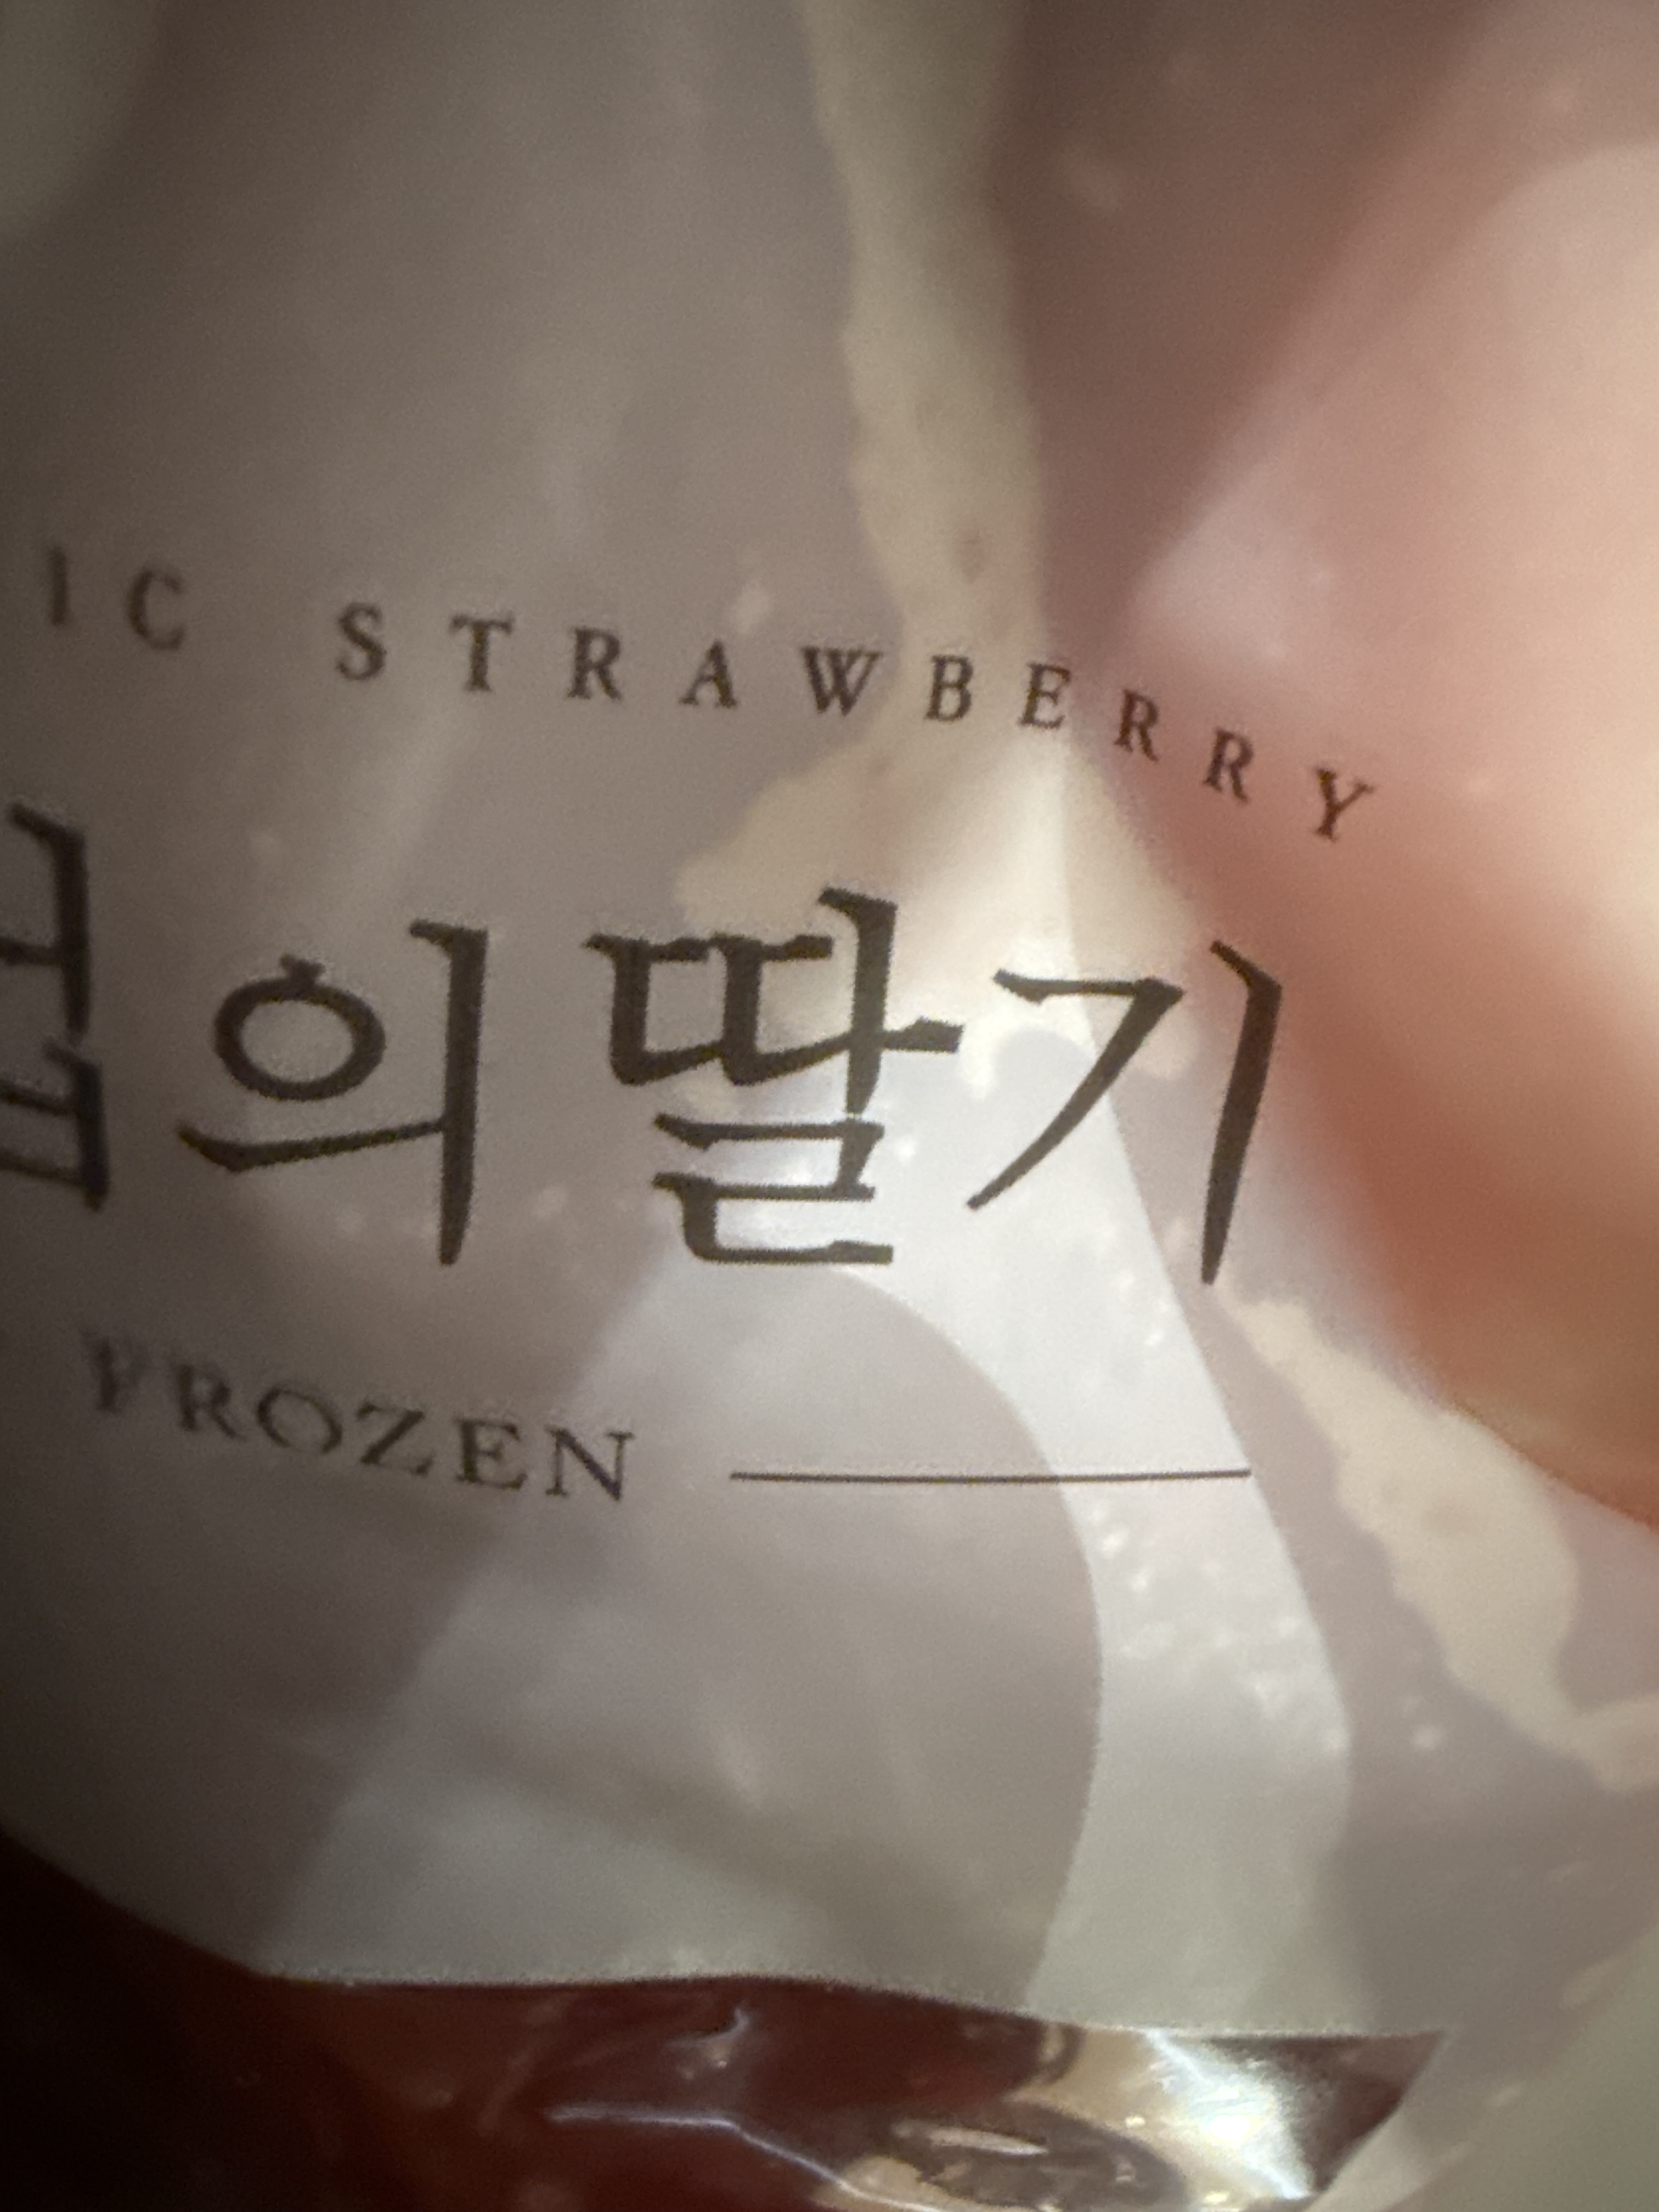 IC STRAWBERRY
의 딸기
FROZEN